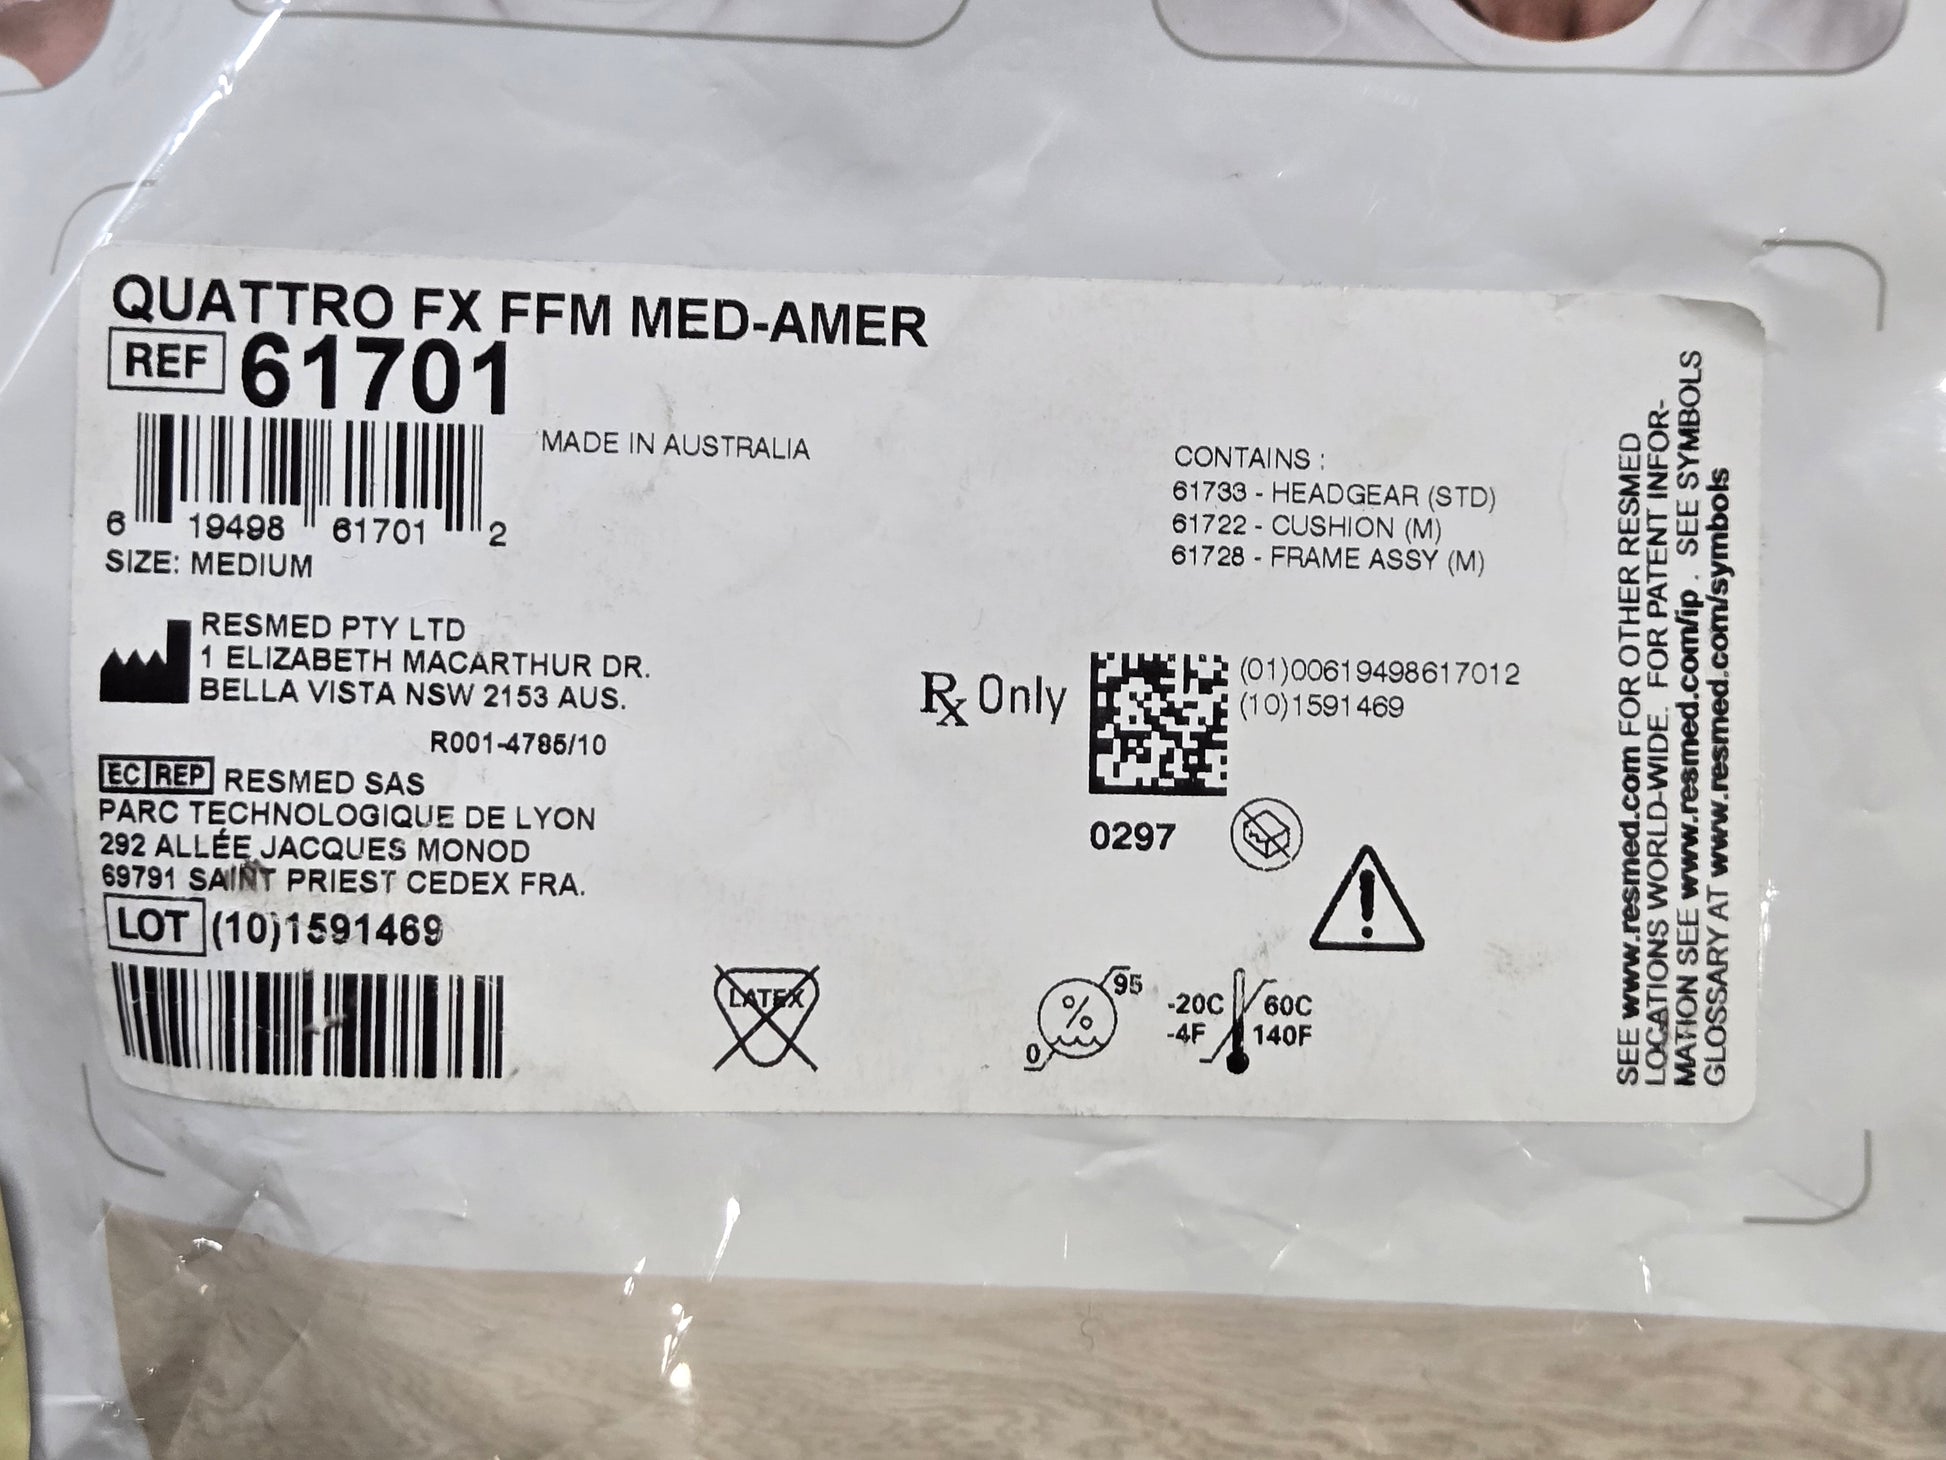 QUATTRO FX FFM MED-AMER
REF 61701
MADE IN AUSTRALIA
6 19498 61701 2
SIZE: MEDIUM
RESMED PTY LTD
1 ELIZABETH MACARTHUR DR.
BELLA VISTA NSW 2153 AUS.
R001-4785/10
EC REP RESMED SAS
PARC TECHNOLOGIQUE DE LYON
292 ALLÉE JACQUES MONOD
69791 SAINT PRIEST CEDEX FRA.
LOT (10)1591469
CONTAINS :
61733 - HEADGEAR (STD)
61722 - CUSHION (M)
61728 - FRAME ASSY (M)
Rx Only
(01)00619498617012
(10)1591469
0297
LATEX
% 95
0
-20C 60C
-4F 140F
SEE www.resmed.com FOR OTHER RESMED
LOCATIONS WORLD-WIDE. FOR PATENT INFOR-
MATION SEE www.resmed.com/ip . SEE SYMBOLS
GLOSSARY AT www.resmed.com/symbols